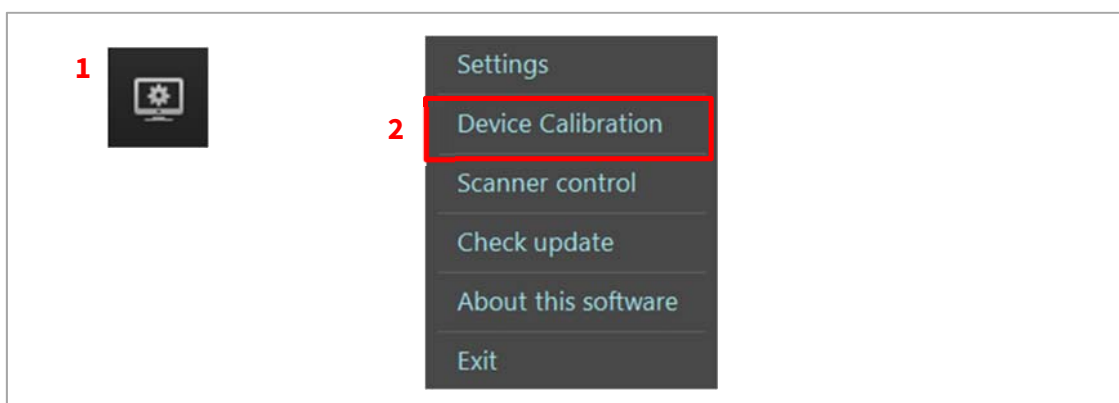 1
Settings
2
Device Calibration
Scanner control
Check update
About this software
Exit